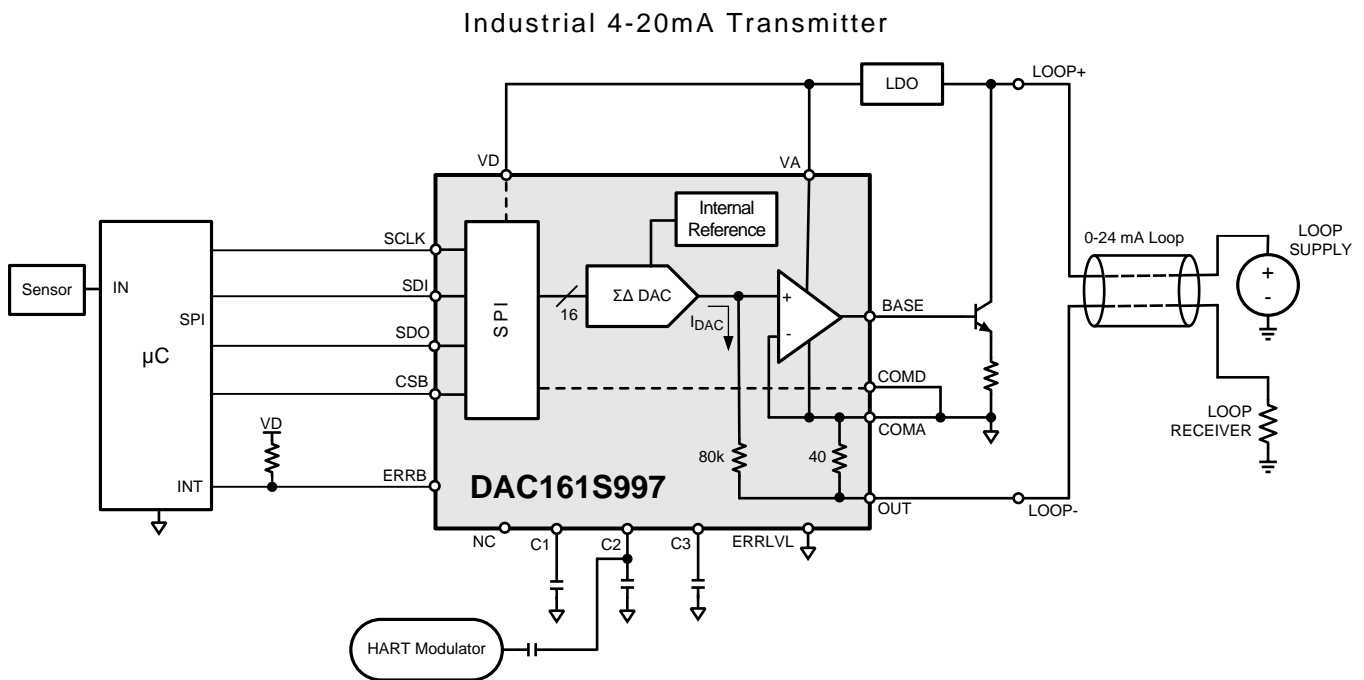 Industrial 4-20mA Transmitter
LDO
LOOP+
VD
VA
Internal
Reference
SCLK
SDI
SDO
CSB
Sensor
IN
SPI
µC
INT
VD
ERRB
SPI
16
ΣΔ DAC
IDAC
+
-
BASE
COMD
COMA
80k
40
DAC161S997
OUT
LOOP-
0-24 mA Loop
LOOP
SUPPLY
+
-
LOOP
RECEIVER
NC
C1
C2
C3
ERRLVL
HART Modulator